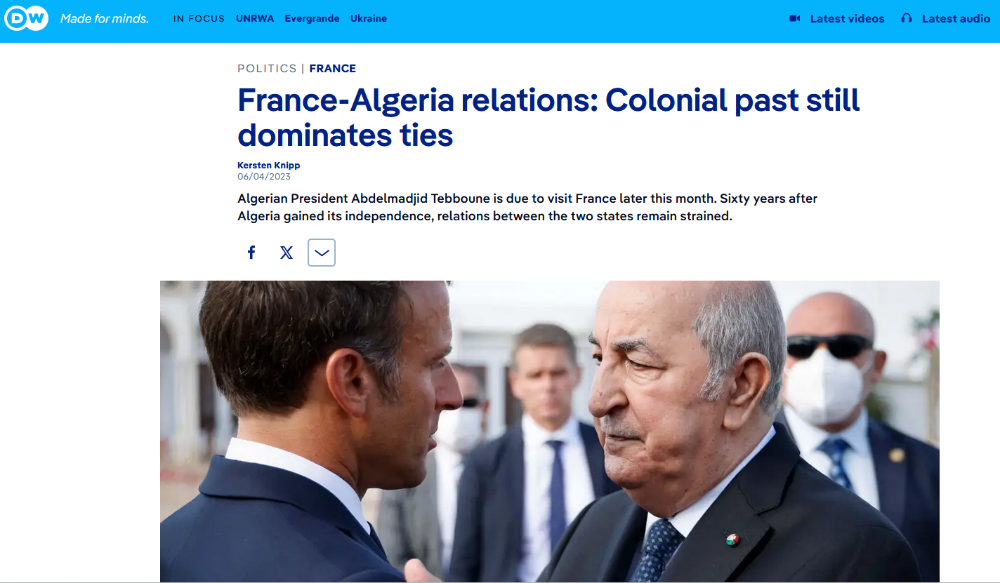 DW Made for minds. IN FOCUS UNRWA Evergrande Ukraine Latest videos Latest audio
POLITICS | FRANCE
France-Algeria relations: Colonial past still
dominates ties
Kersten Knipp
06/04/2023
Algerian President Abdelmadjid Tebboune is due to visit France later this month. Sixty years after
Algeria gained its independence, relations between the two states remain strained.